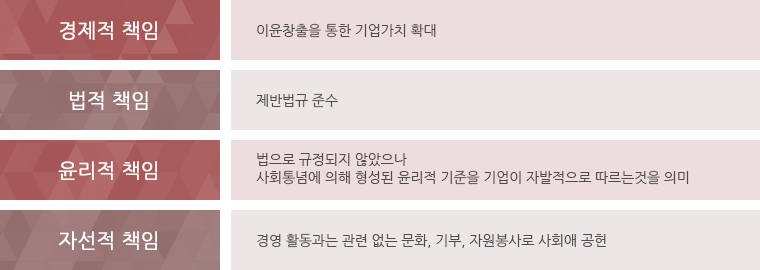 경제적 책임
이윤창출을 통한 기업가치 확대
법적 책임
제반법규 준수
윤리적 책임
법으로 규정되지 않았으나
사회통념에 의해 형성된 윤리적 기준을 기업이 자발적으로 따르는것을 의미
자선적 책임
경영 활동과는 관련 없는 문화, 기부, 자원봉사로 사회애 공헌